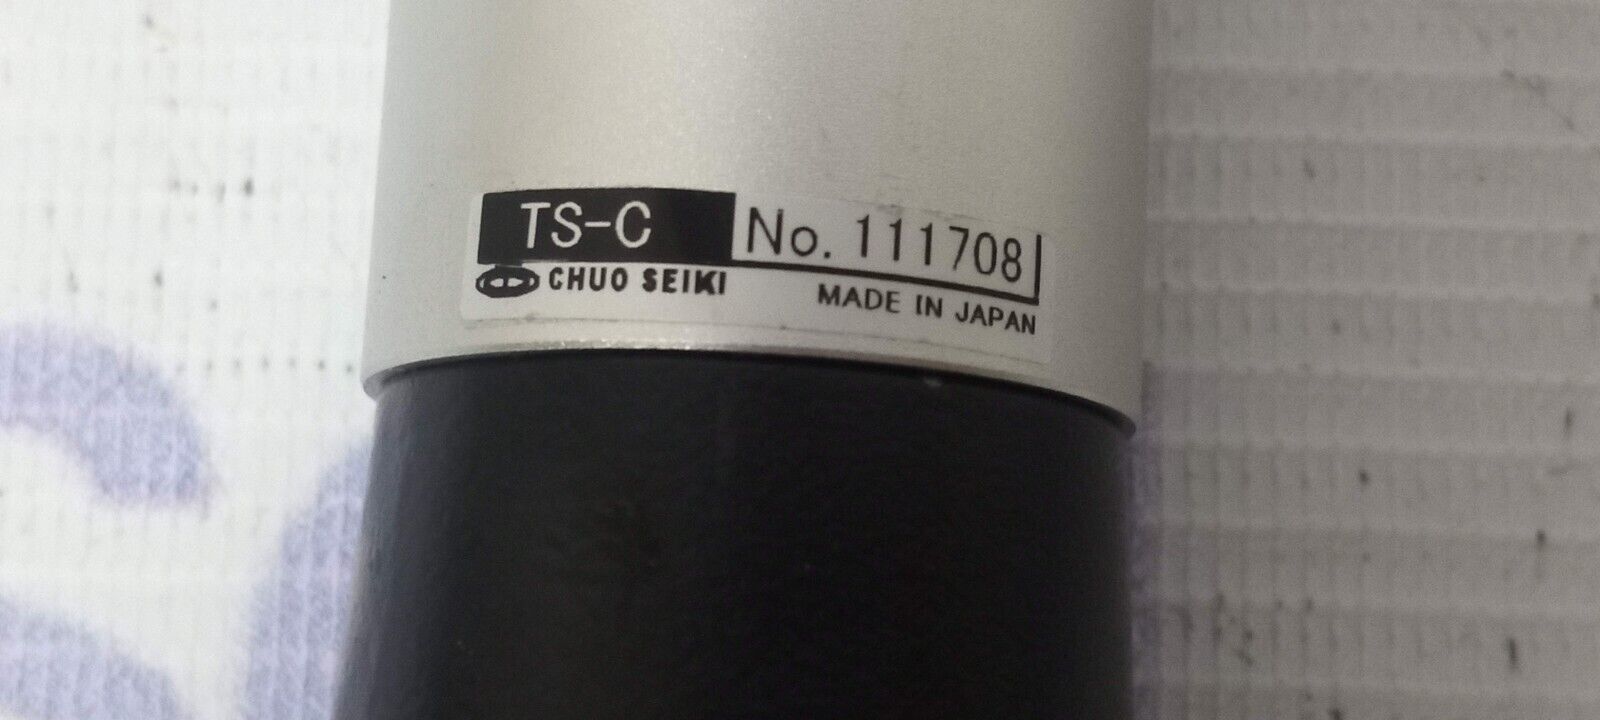 TS-C No. 111708
CHUO SEIKI
MADE IN JAPAN